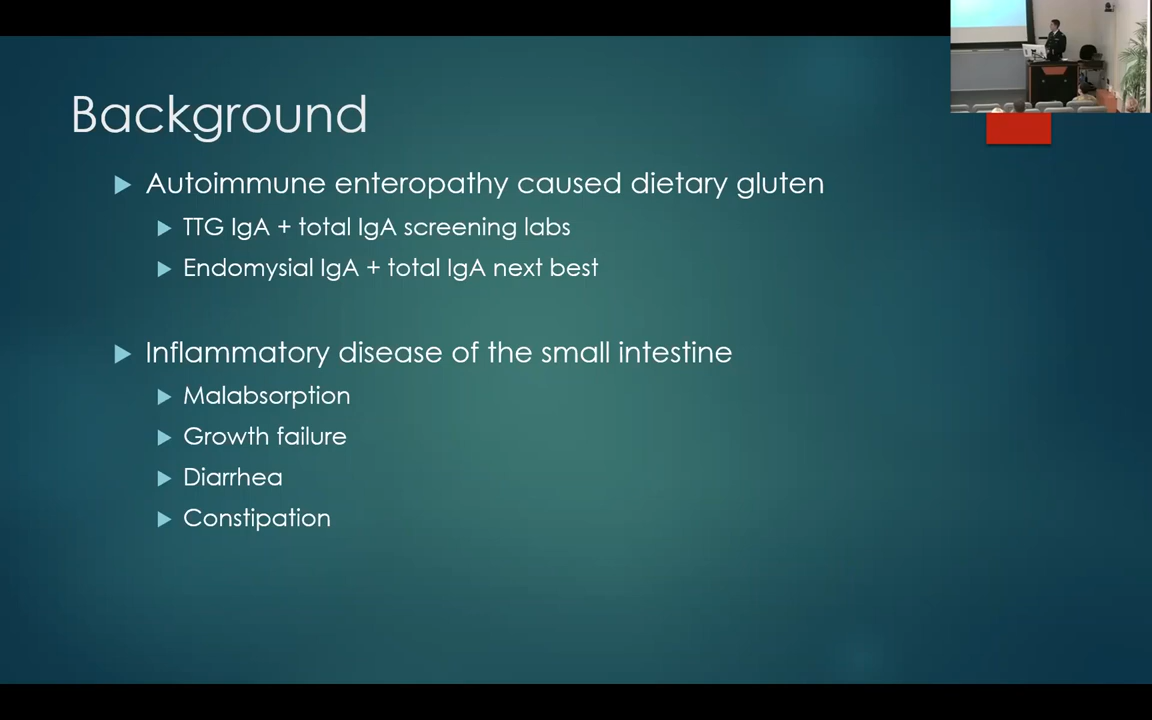 Background
Autoimmune enteropathy caused dietary gluten
TTG IgA + total IgA screening labs
Endomysial IgA + total IgA next best
Inflammatory disease of the small intestine
Malabsorption
Growth failure
Diarrhea
Constipation